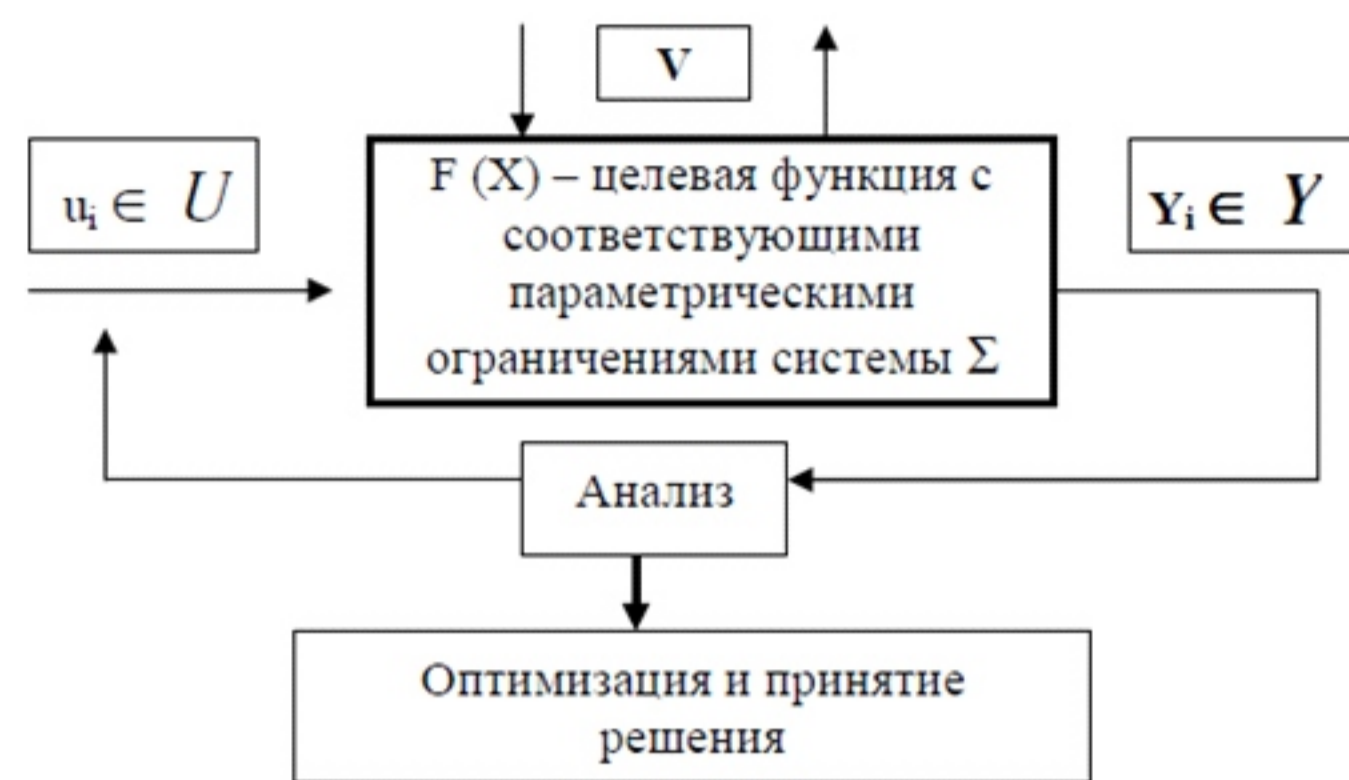 V
uᵢ ∈ U
F (X) – целевая функция с
соответствующими
параметрическими
ограничениями системы Σ
Yᵢ ∈ Y
Анализ
Оптимизация и принятие
решения